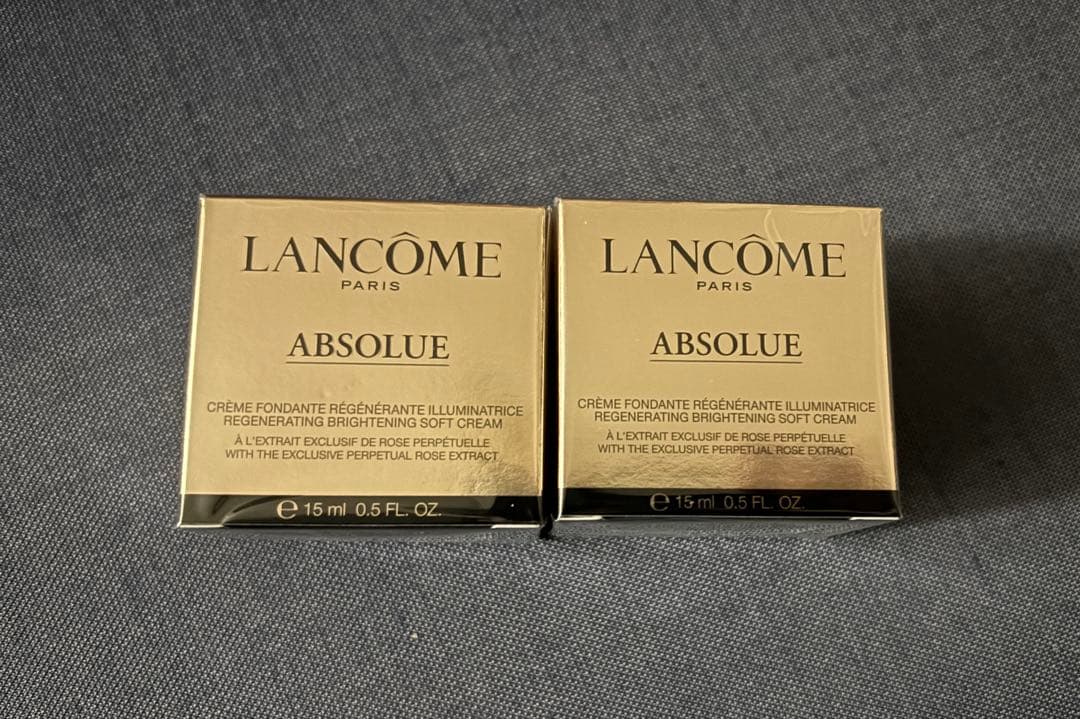 LANCÔME
PARIS
ABSOLUE
CRÈME FONDANTE RÉGÉNÉRANTE ILLUMINATRICE
REGENERATING BRIGHTENING SOFT CREAM
À L'EXTRAIT EXCLUSIF DE ROSE PERPÉTUELLE
WITH THE EXCLUSIVE PERPETUAL ROSE EXTRACT
℮ 15 ml 0.5 FL. OZ.
LANCÔME
PARIS
ABSOLUE
CRÈME FONDANTE RÉGÉNÉRANTE ILLUMINATRICE
REGENERATING BRIGHTENING SOFT CREAM
À L'EXTRAIT EXCLUSIF DE ROSE PERPÉTUELLE
WITH THE EXCLUSIVE PERPETUAL ROSE EXTRACT
℮ 15 ml 0.5 FL. OZ.